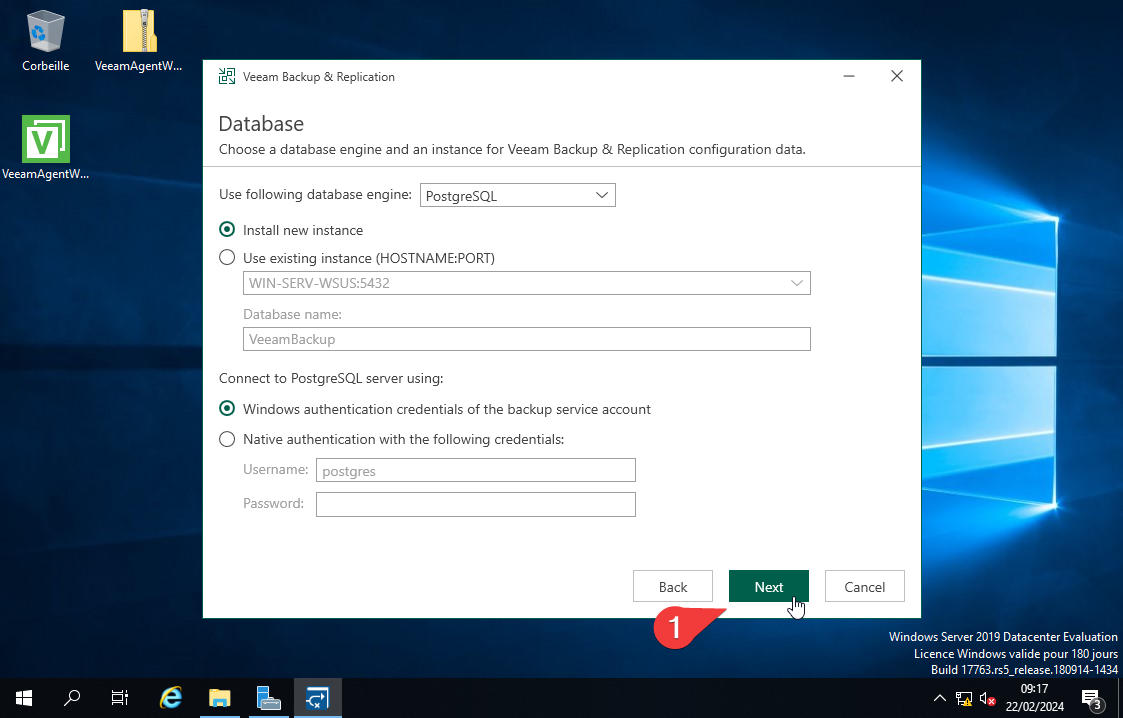 Corbeille
VeeamAgentW...
VeeamAgentW...
Veeam Backup & Replication
Database
Choose a database engine and an instance for Veeam Backup & Replication configuration data.
Use following database engine: PostgreSQL
Install new instance
Use existing instance (HOSTNAME:PORT)
WIN-SERV-WSUS:5432
Database name:
VeeamBackup
Connect to PostgreSQL server using:
Windows authentication credentials of the backup service account
Native authentication with the following credentials:
Username: postgres
Password:
Back Next Cancel
1
Windows Server 2019 Datacenter Evaluation
Licence Windows valide pour 180 jours
Build 17763.rs5_release.180914-1434
09:17
22/02/2024
3